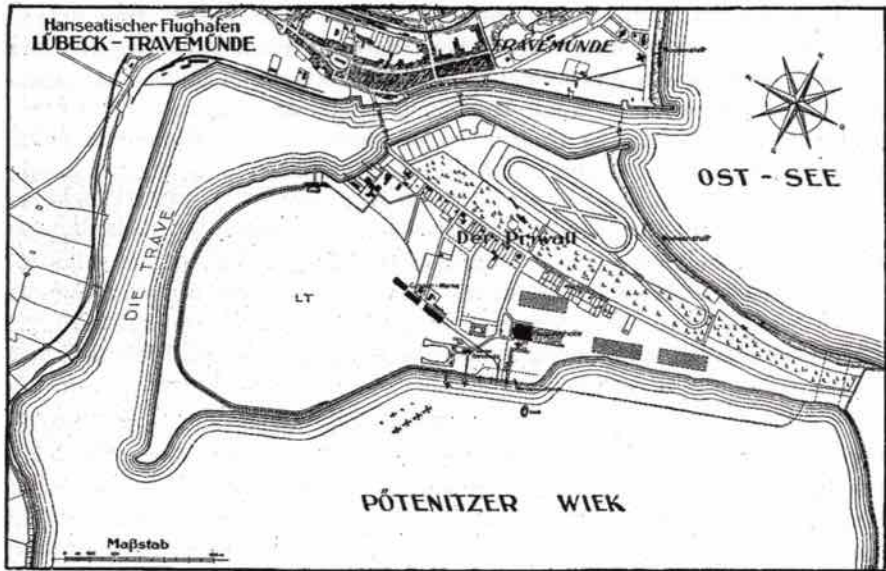 Hanseatischer Flughafen
LÜBECK-TRAVEMÜNDE
TRAVEMÜNDE
OST-SEE
DIE TRAVE
Der Priwall
LT
PÖTENITZER WIEK
Maßstab